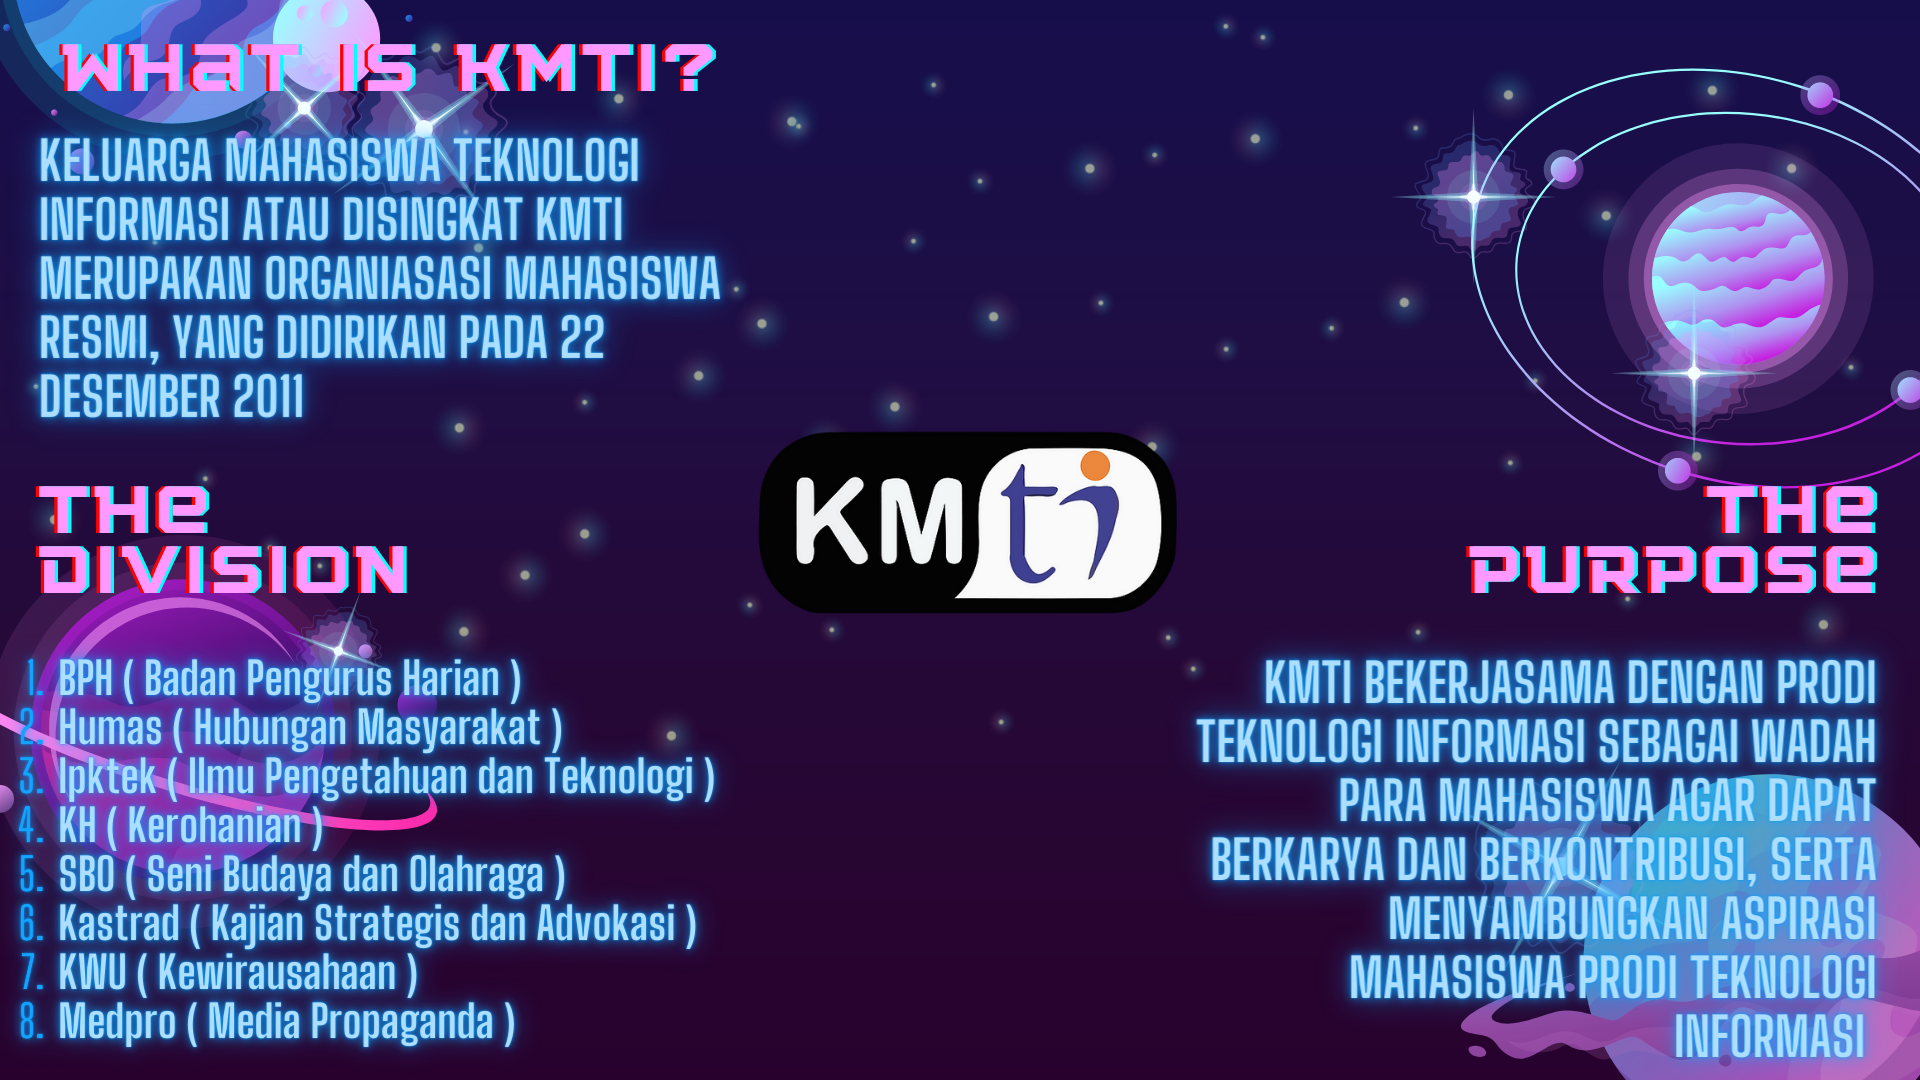 WHAT IS KMTI?
KELUARGA MAHASISWA TEKNOLOGI
INFORMASI ATAU DISINGKAT KMTI
MERUPAKAN ORGANIASASI MAHASISWA
RESMI, YANG DIDIRIKAN PADA 22
DESEMBER 2011
KMti
THE
DIVISION
1. BPH ( Badan Pengurus Harian )
2. Humas ( Hubungan Masyarakat )
3. Ipktek ( Ilmu Pengetahuan dan Teknologi )
4. KH ( Kerohanian )
5. SBO ( Seni Budaya dan Olahraga )
6. Kastrad ( Kajian Strategis dan Advokasi )
7. KWU ( Kewirausahaan )
8. Medpro ( Media Propaganda )
THE
PURPOSE
KMTI BEKERJASAMA DENGAN PRODI
TEKNOLOGI INFORMASI SEBAGAI WADAH
PARA MAHASISWA AGAR DAPAT
BERKARYA DAN BERKONTRIBUSI, SERTA
MENYAMBUNGKAN ASPIRASI
MAHASISWA PRODI TEKNOLOGI
INFORMASI